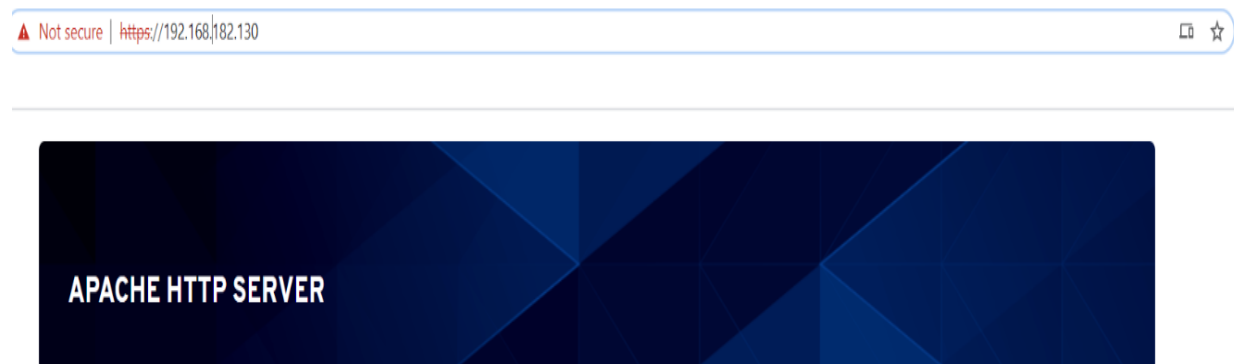 Not secure | https://192.168.182.130
APACHE HTTP SERVER